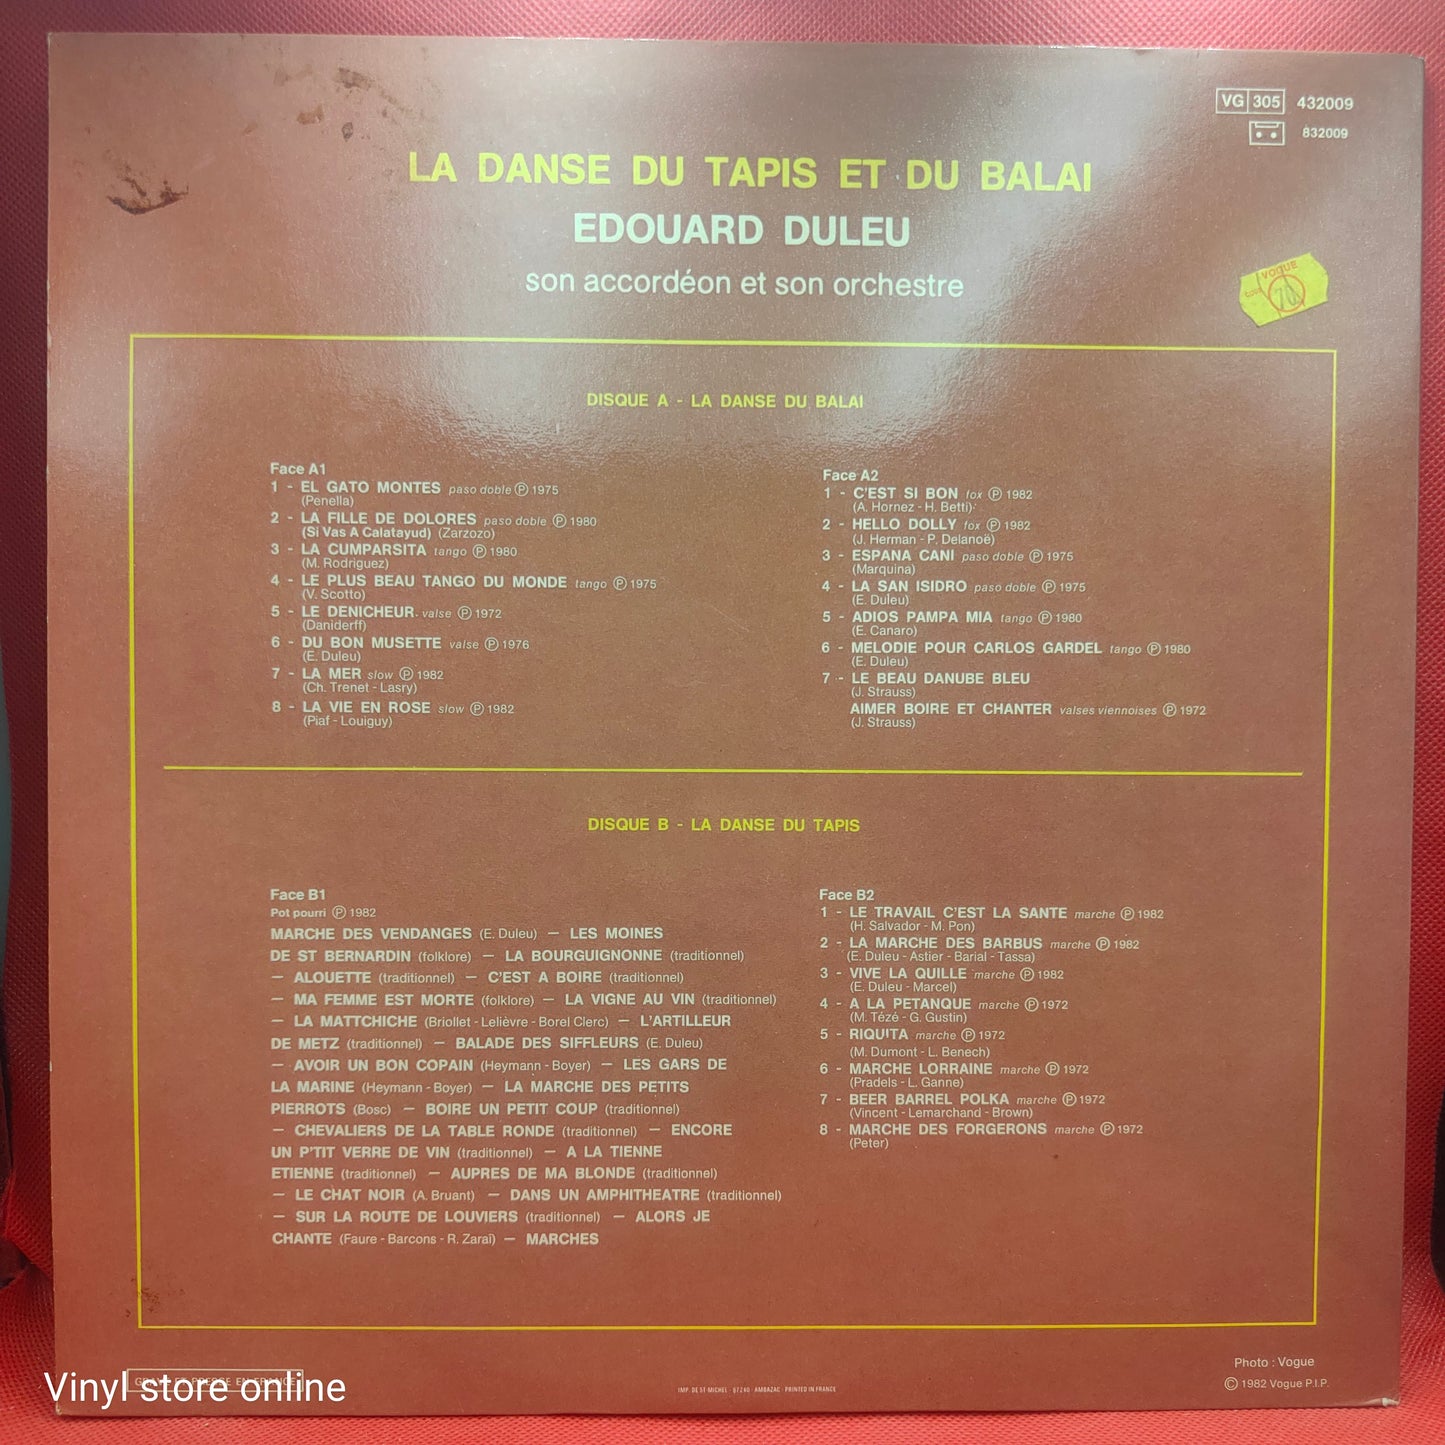 VG 305 432009
832009
LA DANSE DU TAPIS ET DU BALAI
EDOUARD DULEU
son accordéon et son orchestre
VOGUE
CODE 70
DISQUE A - LA DANSE DU BALAI
Face A1
1 - EL GATO MONTES paso doble Ⓟ 1975
(Penella)
2 - LA FILLE DE DOLORES paso doble Ⓟ 1980
(Si Vas A Calatayud) (Zarzozo)
3 - LA CUMPARSITA tango Ⓟ 1980
(M. Rodriguez)
4 - LE PLUS BEAU TANGO DU MONDE tango Ⓟ 1975
(V. Scotto)
5 - LE DENICHEUR valse Ⓟ 1972
(Daniderff)
6 - DU BON MUSETTE valse Ⓟ 1976
(E. Duleu)
7 - LA MER slow Ⓟ 1982
(Ch. Trenet - Lasry)
8 - LA VIE EN ROSE slow Ⓟ 1982
(Piaf - Louiguy)
Face A2
1 - C'EST SI BON fox Ⓟ 1982
(A. Hornez - H. Betti)
2 - HELLO DOLLY fox Ⓟ 1982
(J. Herman - P. Delanoë)
3 - ESPANA CANI paso doble Ⓟ 1975
(Marquina)
4 - LA SAN ISIDRO paso doble Ⓟ 1975
(E. Duleu)
5 - ADIOS PAMPA MIA tango Ⓟ 1980
(E. Canaro)
6 - MELODIE POUR CARLOS GARDEL tango Ⓟ 1980
(E. Duleu)
7 - LE BEAU DANUBE BLEU
(J. Strauss)
AIMER BOIRE ET CHANTER valses viennoises Ⓟ 1972
(J. Strauss)
DISQUE B - LA DANSE DU TAPIS
Face B1
Pot pourri Ⓟ 1982
MARCHE DES VENDANGES (E. Duleu) — LES MOINES
DE ST BERNARDIN (folklore) — LA BOURGUIGNONNE (traditionnel)
— ALOUETTE (traditionnel) — C'EST A BOIRE (traditionnel)
— MA FEMME EST MORTE (folklore) — LA VIGNE AU VIN (traditionnel)
— LA MATTCHICHE (Briollet - Lelièvre - Borel Clerc) — L'ARTILLEUR
DE METZ (traditionnel) — BALADE DES SIFFLEURS (E. Duleu)
— AVOIR UN BON COPAIN (Heymann - Boyer) — LES GARS DE
LA MARINE (Heymann - Boyer) — LA MARCHE DES PETITS
PIERROTS (Bosc) — BOIRE UN PETIT COUP (traditionnel)
— CHEVALIERS DE LA TABLE RONDE (traditionnel) — ENCORE
UN P'TIT VERRE DE VIN (traditionnel) — A LA TIENNE
ETIENNE (traditionnel) — AUPRES DE MA BLONDE (traditionnel)
— LE CHAT NOIR (A. Bruant) — DANS UN AMPHITHEATRE (traditionnel)
— SUR LA ROUTE DE LOUVIERS (traditionnel) — ALORS JE
CHANTE (Faure - Barcons - R. Zaraï) — MARCHES
Face B2
1 - LE TRAVAIL C'EST LA SANTE marche Ⓟ 1982
(H. Salvador - M. Pon)
2 - LA MARCHE DES BARBUS marche Ⓟ 1982
(E. Duleu - Astier - Barial - Tassa)
3 - VIVE LA QUILLE marche Ⓟ 1982
(E. Duleu - Marcel)
4 - A LA PETANQUE marche Ⓟ 1972
(M. Tézé - G. Gustin)
5 - RIQUITA marche Ⓟ 1972
(M. Dumont - L. Benech)
6 - MARCHE LORRAINE marche Ⓟ 1972
(Pradels - L. Ganne)
7 - BEER BARREL POLKA marche Ⓟ 1972
(Vincent - Lemarchand - Brown)
8 - MARCHE DES FORGERONS marche Ⓟ 1972
(Peter)
Photo : Vogue
© 1982 Vogue P.I.P.
IMP. DE ST-MICHEL - 87240 - AMBAZAC - PRINTED IN FRANCE
Vinyl store online